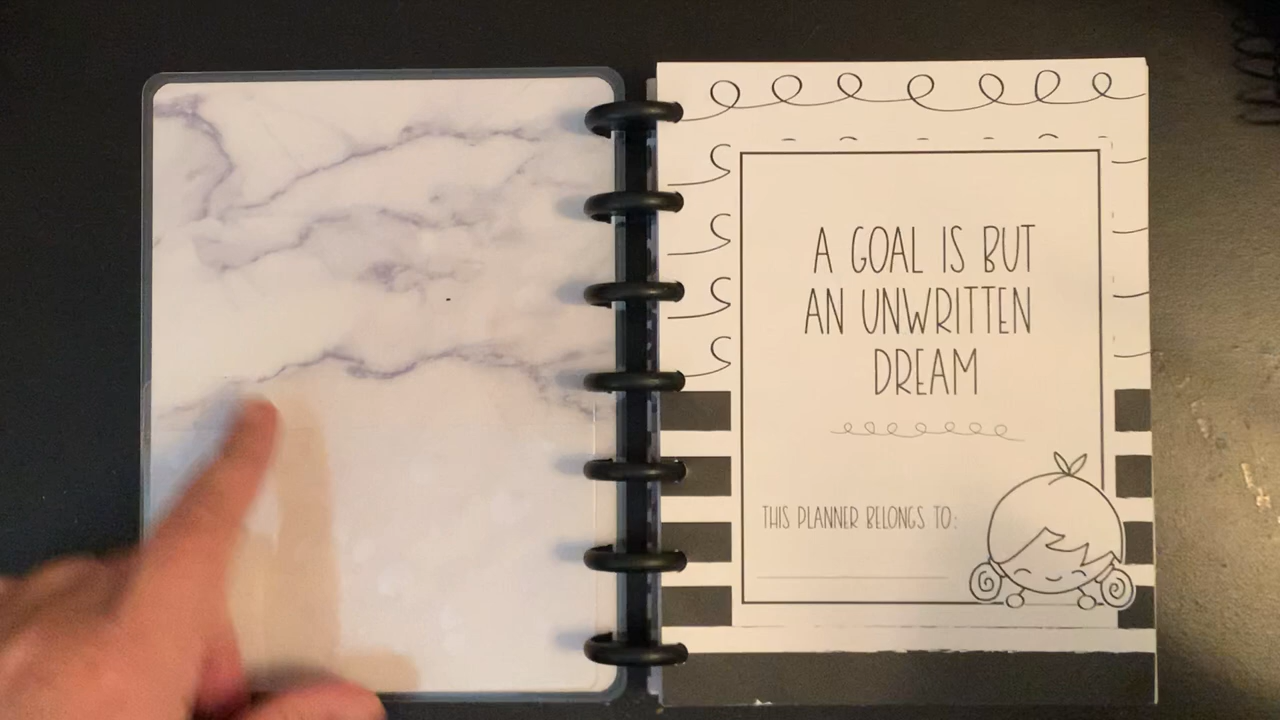 A GOAL IS BUT
AN UNWRITTEN
DREAM
THIS PLANNER BELONGS TO: